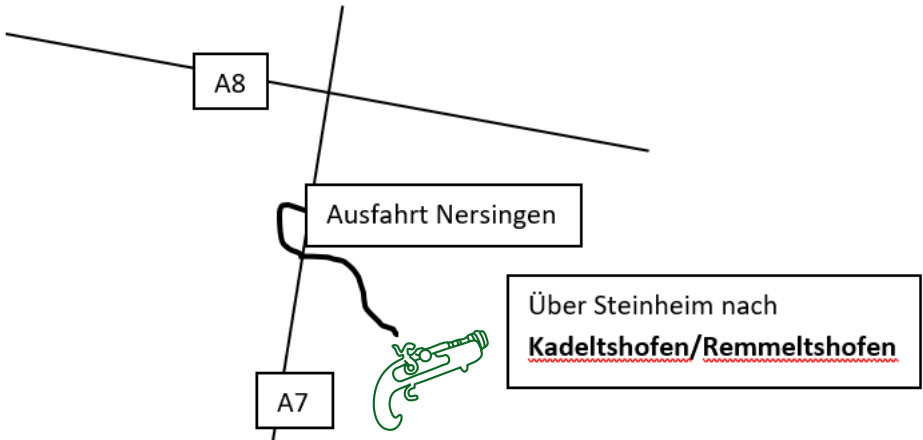 A8
Ausfahrt Nersingen
Über Steinheim nach
Kadeltshofen/Remmeltshofen
A7